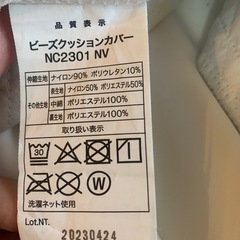 品質表示
ビーズクッションカバー
NC2301 NV
伸縮生地 ナイロン90% ポリウレタン10%
その他生地 表生地 ナイロン50% ポリエステル50%
中綿 ポリエステル100%
裏生地 ポリエステル100%
取り扱い表示
30
W
洗濯ネット使用
Lot.NT. 20230424